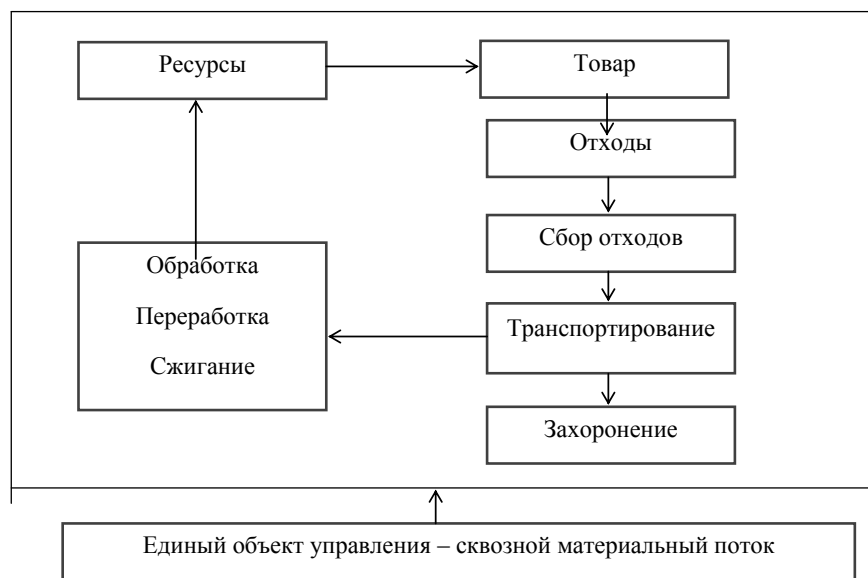 Ресурсы
Товар
Отходы
Сбор отходов
Обработка
Переработка
Сжигание
Транспортирование
Захоронение
Единый объект управления – сквозной материальный поток